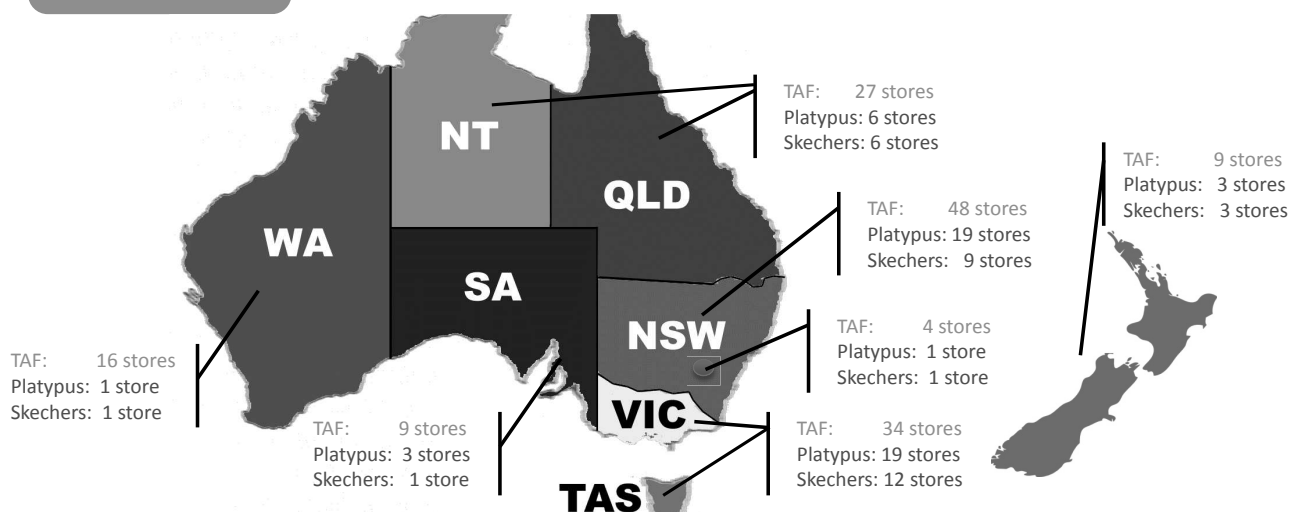 NT
TAF: 27 stores
Platypus: 6 stores
Skechers: 6 stores
QLD
TAF: 9 stores
Platypus: 3 stores
Skechers: 3 stores
WA
TAF: 48 stores
Platypus: 19 stores
Skechers: 9 stores
SA
NSW
TAF: 4 stores
Platypus: 1 store
Skechers: 1 store
TAF: 16 stores
Platypus: 1 store
Skechers: 1 store
VIC
TAF: 9 stores
Platypus: 3 stores
Skechers: 1 store
TAF: 34 stores
Platypus: 19 stores
Skechers: 12 stores
TAS